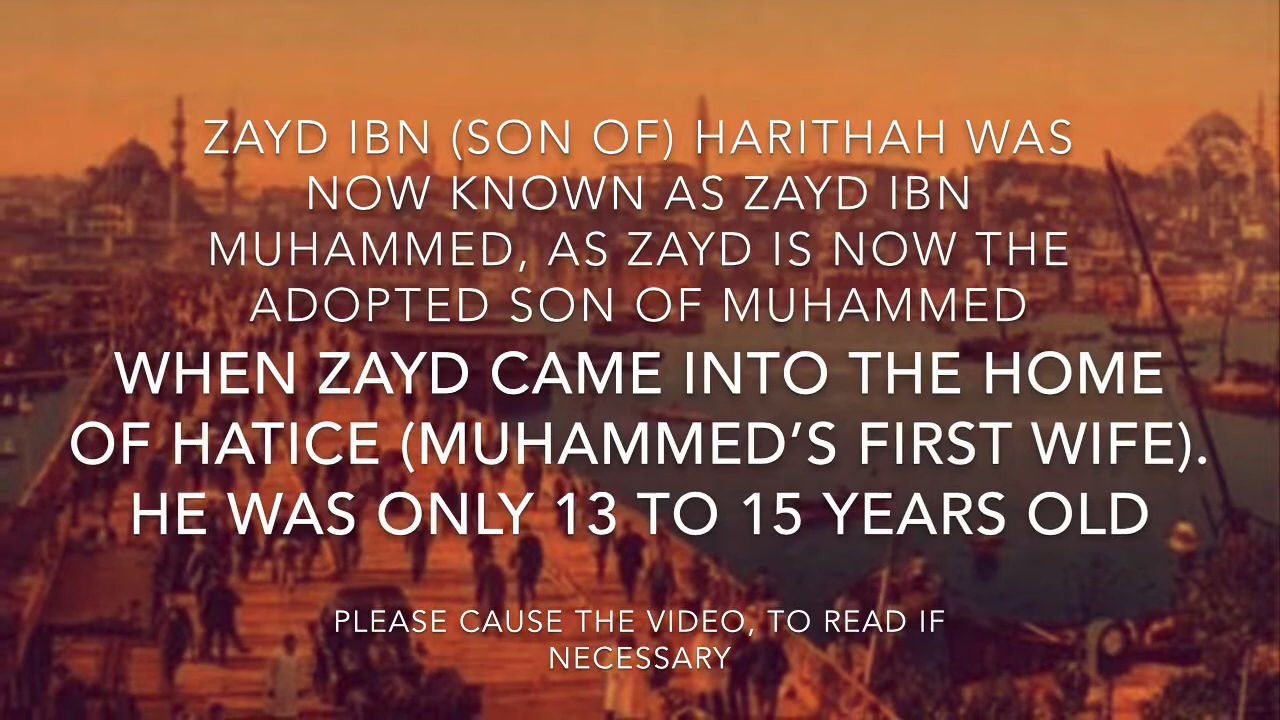 ZAYD IBN (SON OF) HARITHAH WAS
NOW KNOWN AS ZAYD IBN
MUHAMMED, AS ZAYD IS NOW THE
ADOPTED SON OF MUHAMMED
WHEN ZAYD CAME INTO THE HOME
OF HATICE (MUHAMMED’S FIRST WIFE).
HE WAS ONLY 13 TO 15 YEARS OLD
PLEASE CAUSE THE VIDEO, TO READ IF
NECESSARY